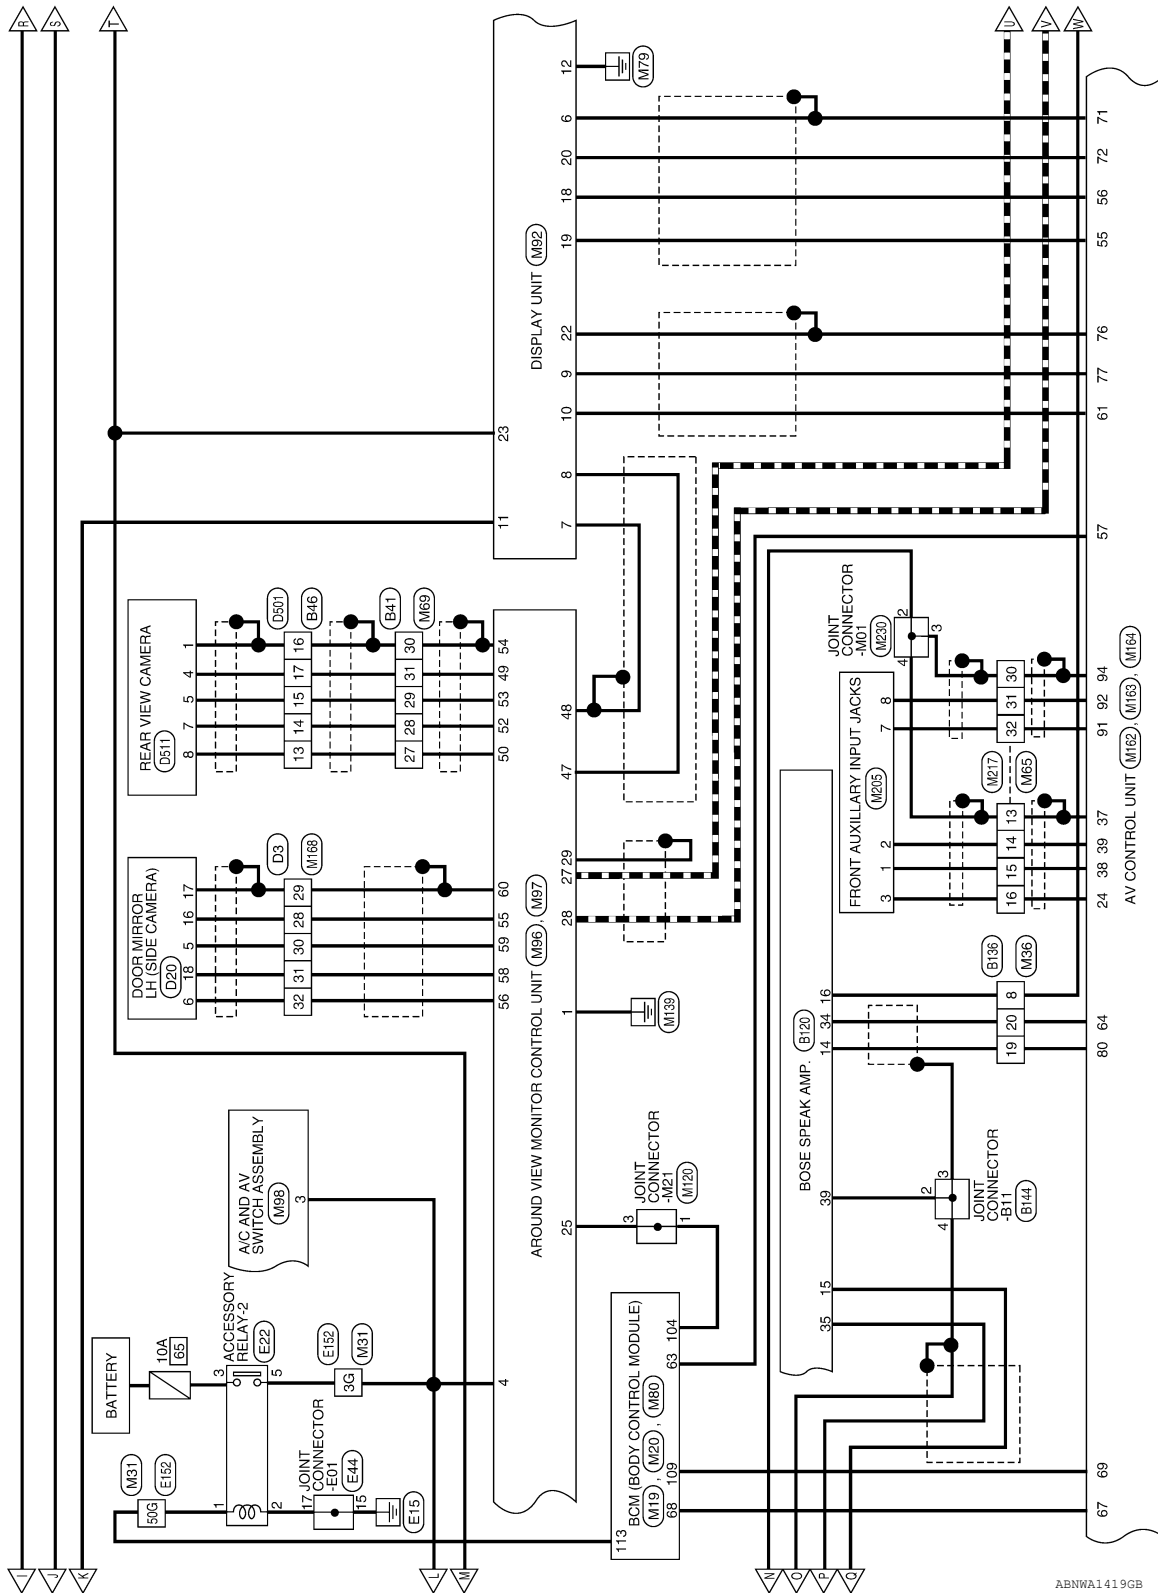 R
S
T
U
V
W
12
M79
6
20
18
19
DISPLAY UNIT M92
22
9
10
71
72
56
55
76
77
61
23
11
8
7
57
REAR VIEW CAMERA
D511
1
4
5
7
8
D501
B46
16
17
15
14
13
B41
M69
30
31
29
28
27
54
49
53
52
50
48
47
DOOR MIRROR
LH (SIDE CAMERA)
D20
17
16
5
18
6
D3
M168
29
28
30
31
32
60
55
59
58
56
27
29
28
AROUND VIEW MONITOR CONTROL UNIT M96 , M97
1
M139
JOINT
CONNECTOR
-M01
M230
2
3
4
FRONT AUXILLARY INPUT JACKS
M205
8
7
2
1
3
30
31
32
M217
M65
13
14
15
16
94
92
91
37
39
38
24
AV CONTROL UNIT M162 , M163 , M164
B136
M36
8
20
19
16
34
14
64
80
BOSE SPEAK AMP. B120
39
15
35
JOINT
CONNECTOR
-B11
B144
2
3
4
A/C AND AV
SWITCH ASSEMBLY
M98
3
25
JOINT
CONNECTOR
-M21
M120
3
1
BATTERY
10A
65
ACCESSORY
RELAY-2
E22
3
5
1
2
E152
M31
3G
4
M31
E152
50G
JOINT
CONNECTOR
-E01
E44
17
15
E15
BCM (BODY CONTROL MODULE)
M19 , M20 , M80
104
63
109
68
113
69
67
I
J
K
L
M
N
O
P
Q
ABNWA1419GB